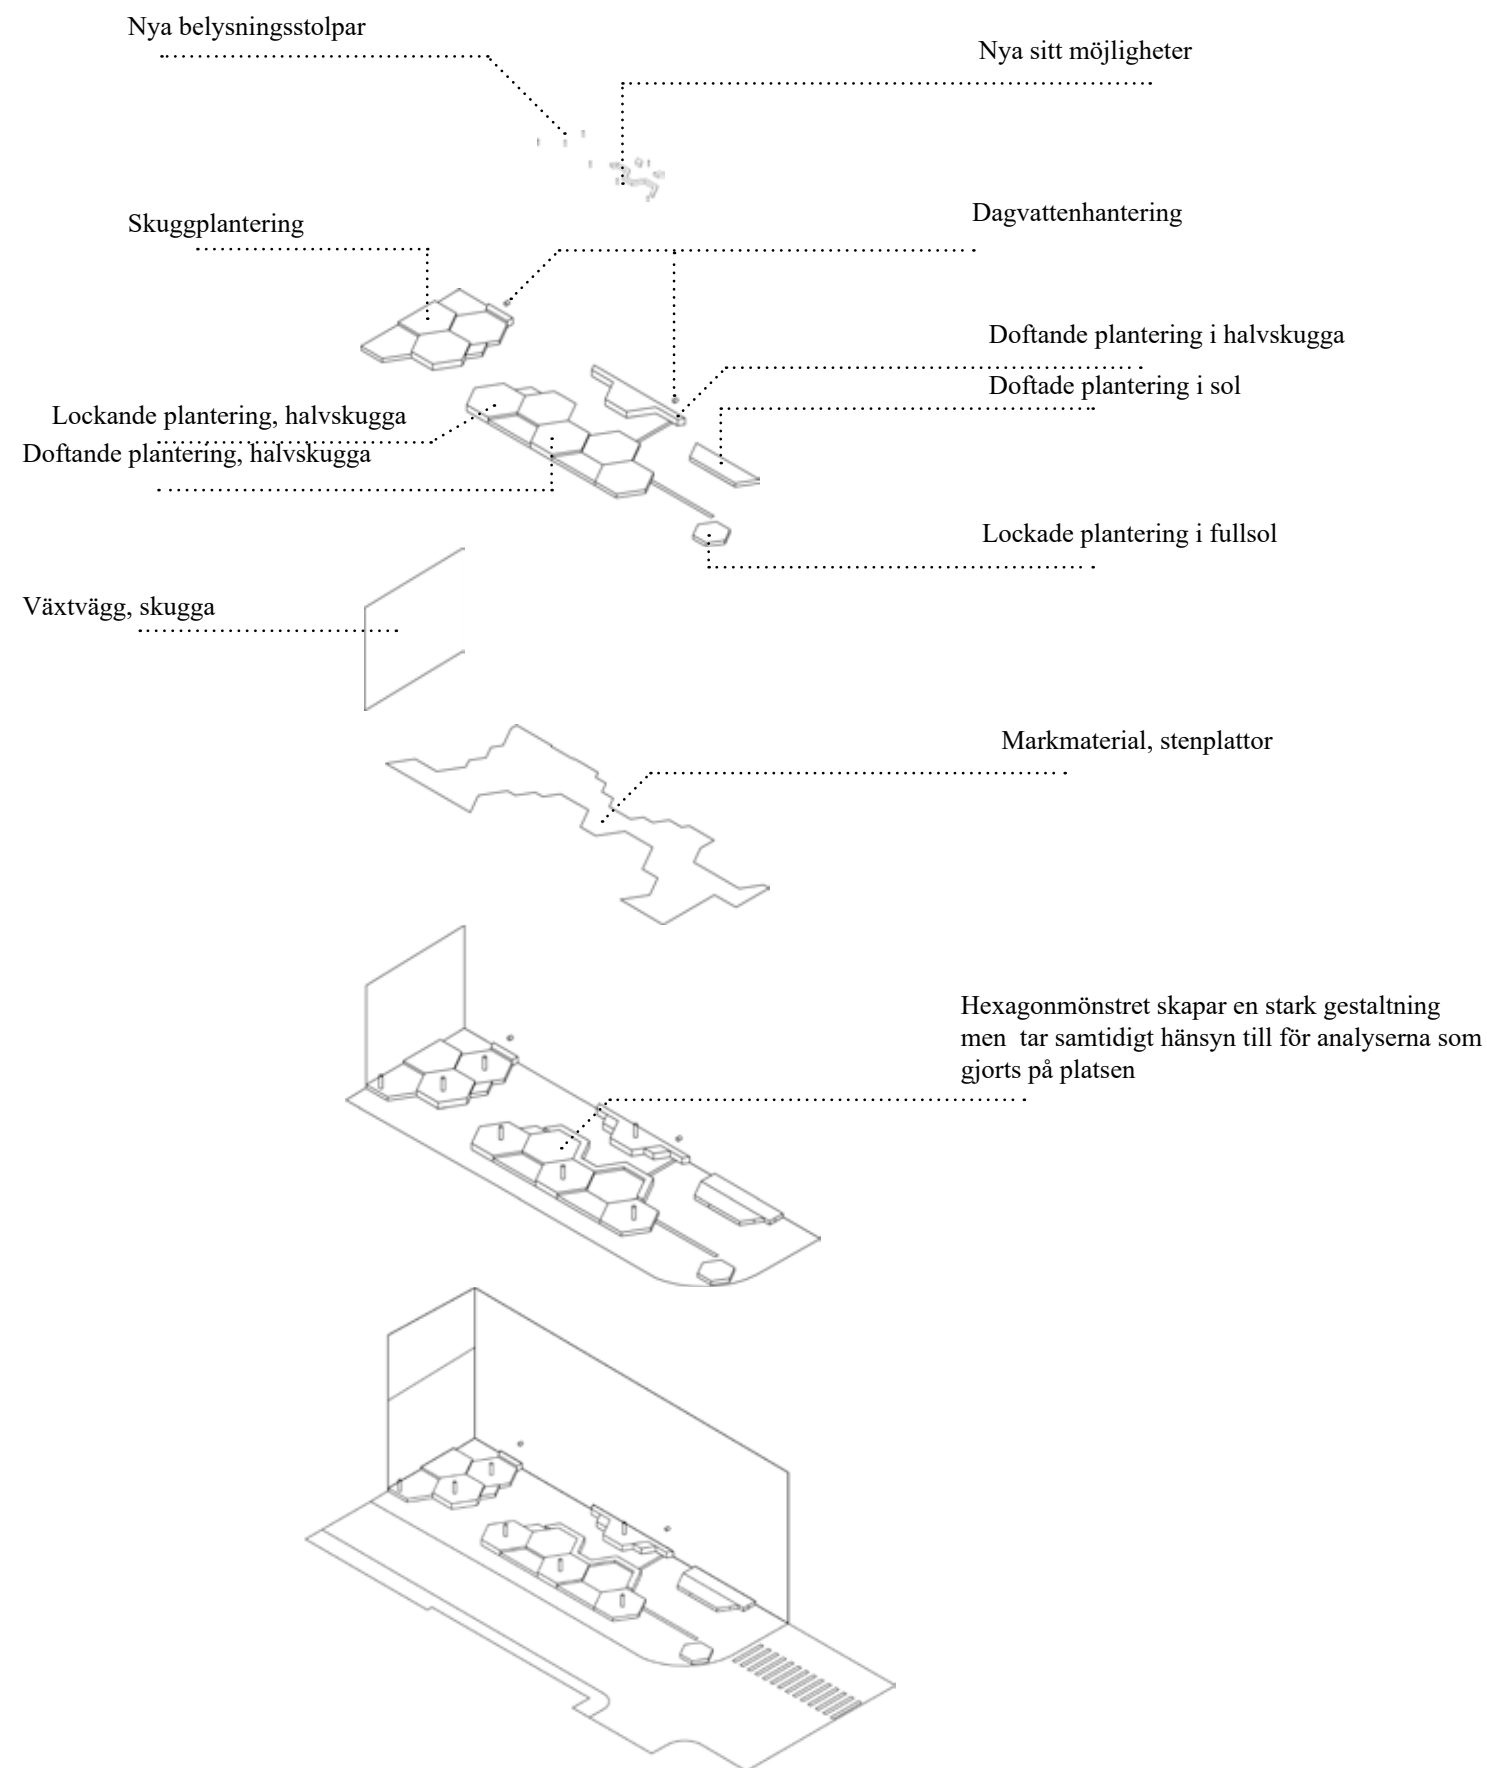 Nya belysningsstolpar
Nya sitt möjligheter
Skuggplantering
Dagvattenhantering
Doftande plantering i halvskugga
Doftade plantering i sol
Lockande plantering, halvskugga
Doftande plantering, halvskugga
Lockade plantering i fullsol
Växtvägg, skugga
Markmaterial, stenplattor
Hexagonmönstret skapar en stark gestaltning
men  tar samtidigt hänsyn till för analyserna som
gjorts på platsen